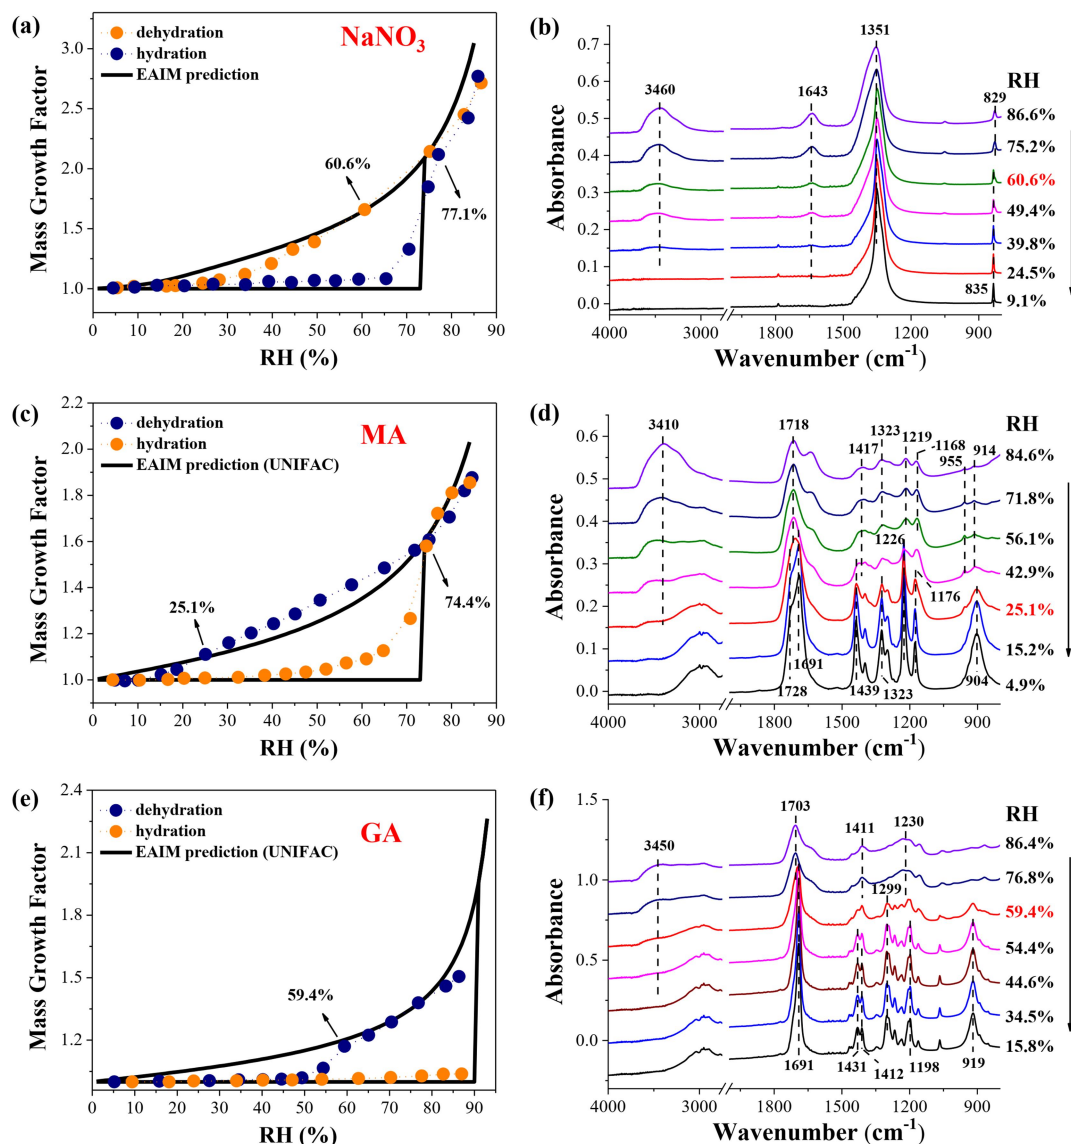 (a)
NaNO3
dehydration
hydration
EAIM prediction
3.0
2.5
2.0
1.5
1.0
Mass Growth Factor
60.6%
77.1%
0 10 20 30 40 50 60 70 80 90
RH (%)
(b)
0.7
0.6
0.5
0.4
0.3
0.2
0.1
0.0
Absorbance
1351
3460
1643
829
835
RH
86.6%
75.2%
60.6%
49.4%
39.8%
24.5%
9.1%
4000 3000 1800 1500 1200 900
Wavenumber (cm-1)
(c)
MA
dehydration
hydration
EAIM prediction (UNIFAC)
2.2
2.0
1.8
1.6
1.4
1.2
1.0
Mass Growth Factor
25.1%
74.4%
0 10 20 30 40 50 60 70 80 90
RH (%)
(d)
0.6
0.5
0.4
0.3
0.2
0.1
0.0
Absorbance
3410
1718
1417
1323
1219
1168
955
914
1226
1176
1691
1728
1439
1323
904
RH
84.6%
71.8%
56.1%
42.9%
25.1%
15.2%
4.9%
4000 3000 1800 1500 1200 900
Wavenumber (cm-1)
(e)
GA
dehydration
hydration
EAIM prediction (UNIFAC)
2.4
2.1
1.8
1.5
1.2
Mass Growth Factor
59.4%
0 10 20 30 40 50 60 70 80 90
RH (%)
(f)
1.5
1.0
0.5
0.0
Absorbance
3450
1703
1411
1230
1299
1691
1431
1412
1198
919
RH
86.4%
76.8%
59.4%
54.4%
44.6%
34.5%
15.8%
4000 3000 1800 1500 1200 900
Wavenumber (cm-1)